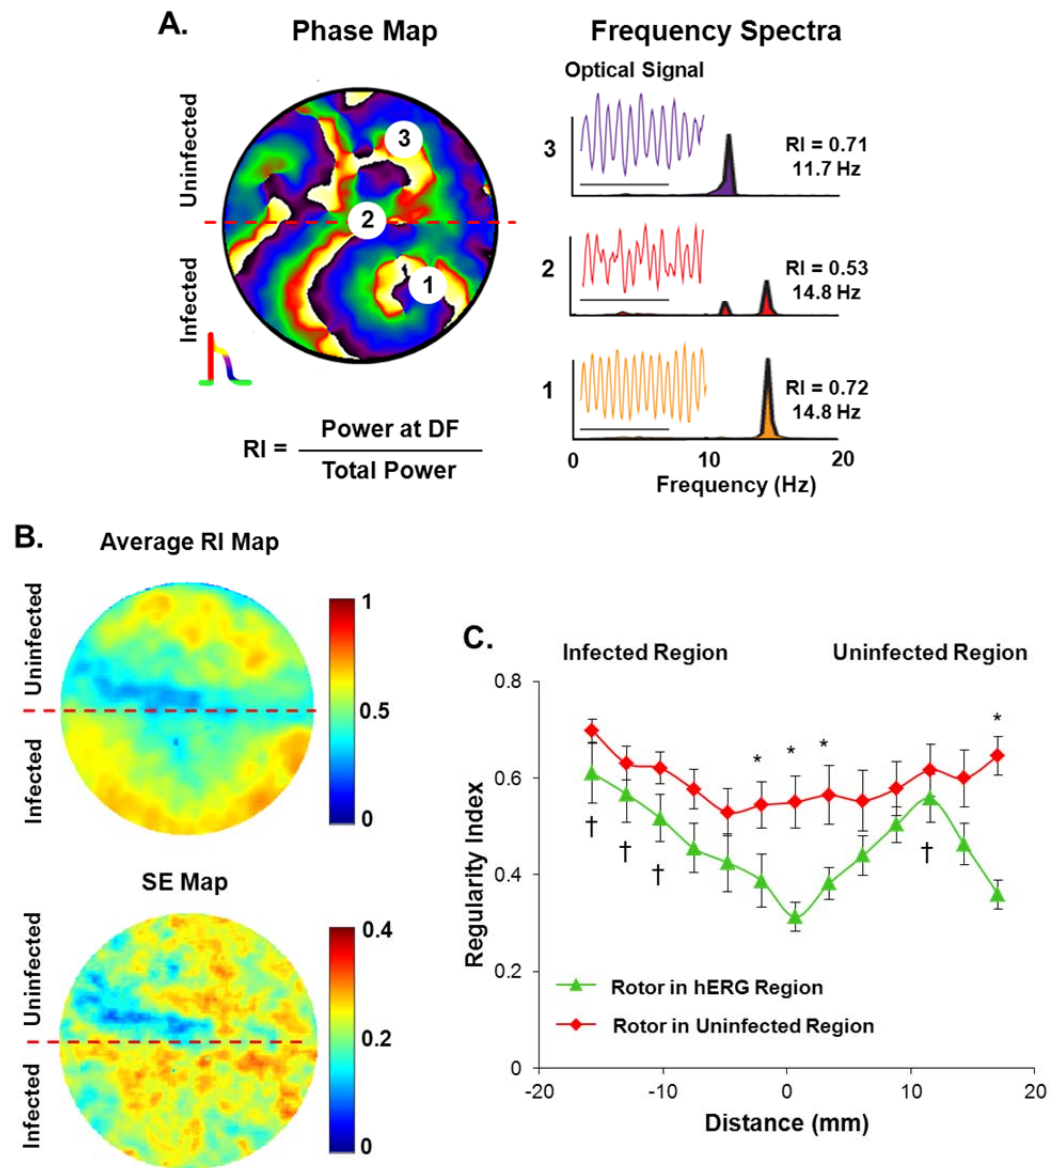 A.
Phase Map
Frequency Spectra
Optical Signal
Uninfected
Infected
3
2
1
3
RI = 0.71
11.7 Hz
2
RI = 0.53
14.8 Hz
1
RI = 0.72
14.8 Hz
0
10
20
Frequency (Hz)
RI = Power at DF
Total Power
B.
Average RI Map
Uninfected
Infected
1
0.5
0
SE Map
Uninfected
Infected
0.4
0.2
0
C.
Infected Region
Uninfected Region
0.8
0.6
0.4
0.2
0
Regularity Index
*
*
*
*
†
†
†
†
Rotor in hERG Region
Rotor in Uninfected Region
-20
-10
0
10
20
Distance (mm)